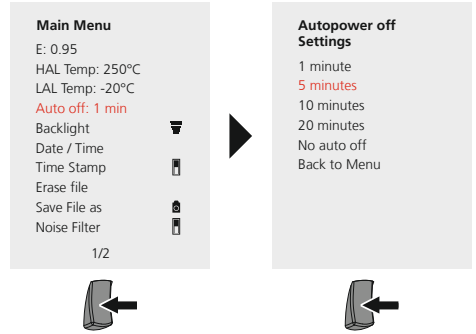 Main Menu
E: 0.95
HAL Temp: 250°C
LAL Temp: -20°C
Auto off: 1 min
Backlight
Date / Time
Time Stamp
Erase file
Save File as
Noise Filter
1/2
Autopower off
Settings
1 minute
5 minutes
10 minutes
20 minutes
No auto off
Back to Menu